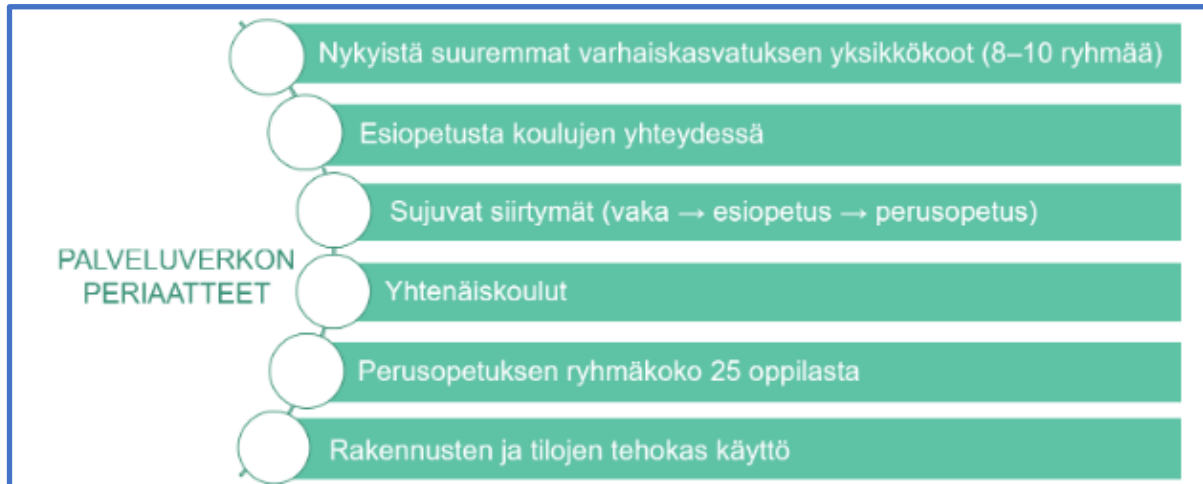 Nykyistä suuremmat varhaiskasvatuksen yksikkökoot (8–10 ryhmää)
Esiopetusta koulujen yhteydessä
Sujuvat siirtymät (vaka → esiopetus → perusopetus)
PALVELUVERKON
PERIAATTEET
Yhtenäiskoulut
Perusopetuksen ryhmäkoko 25 oppilasta
Rakennusten ja tilojen tehokas käyttö